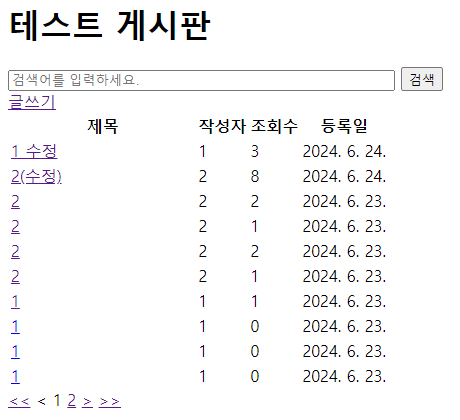 테스트 게시판
검색어를 입력하세요. 검색
글쓰기
제목 작성자 조회수 등록일
1 수정 1 3 2024. 6. 24.
2(수정) 2 8 2024. 6. 24.
2 2 2 2024. 6. 23.
2 2 1 2024. 6. 23.
2 2 2 2024. 6. 23.
2 2 1 2024. 6. 23.
1 1 1 2024. 6. 23.
1 1 0 2024. 6. 23.
1 1 0 2024. 6. 23.
1 1 0 2024. 6. 23.
<< < 1 2 > >>